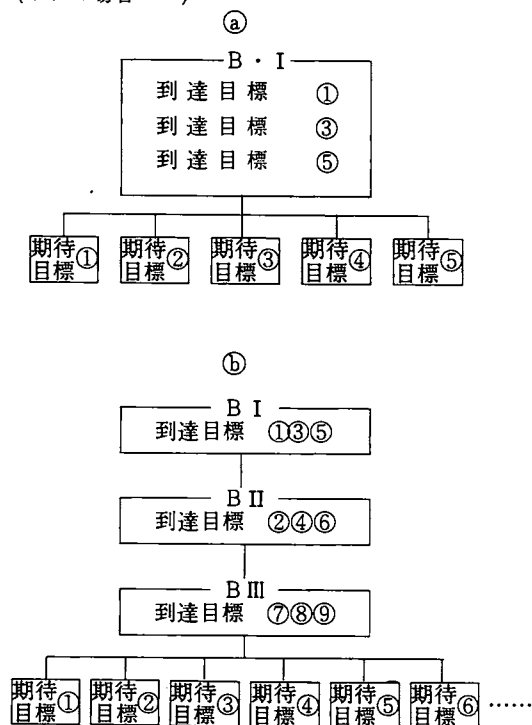 ⓐ
B・I
到達目標 ①
到達目標 ③
到達目標 ⑤
期待目標① 期待目標② 期待目標③ 期待目標④ 期待目標⑤
ⓑ
B I
到達目標 ①③⑤
B II
到達目標 ②④⑥
B III
到達目標 ⑦⑧⑨
期待目標① 期待目標② 期待目標③ 期待目標④ 期待目標⑤ 期待目標⑥ ……